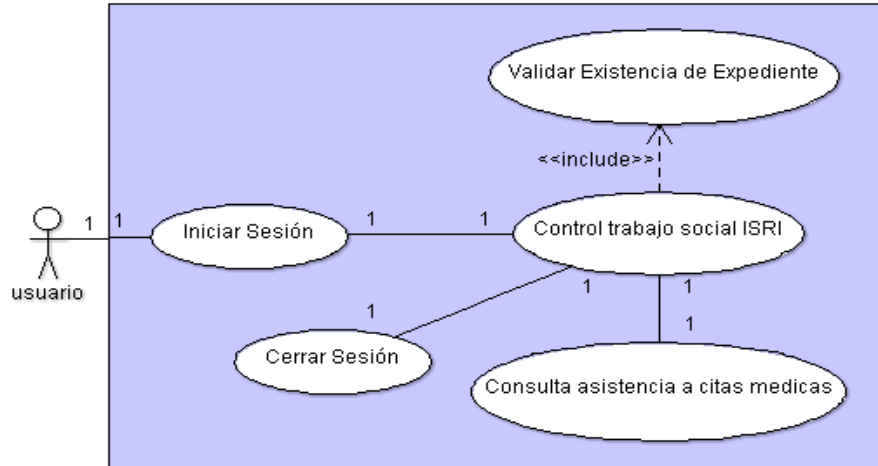 Validar Existencia de Expediente
<<include>>
1
1
Iniciar Sesión
1
1
Control trabajo social ISRI
usuario
1
1
1
1
Cerrar Sesión
Consulta asistencia a citas medicas